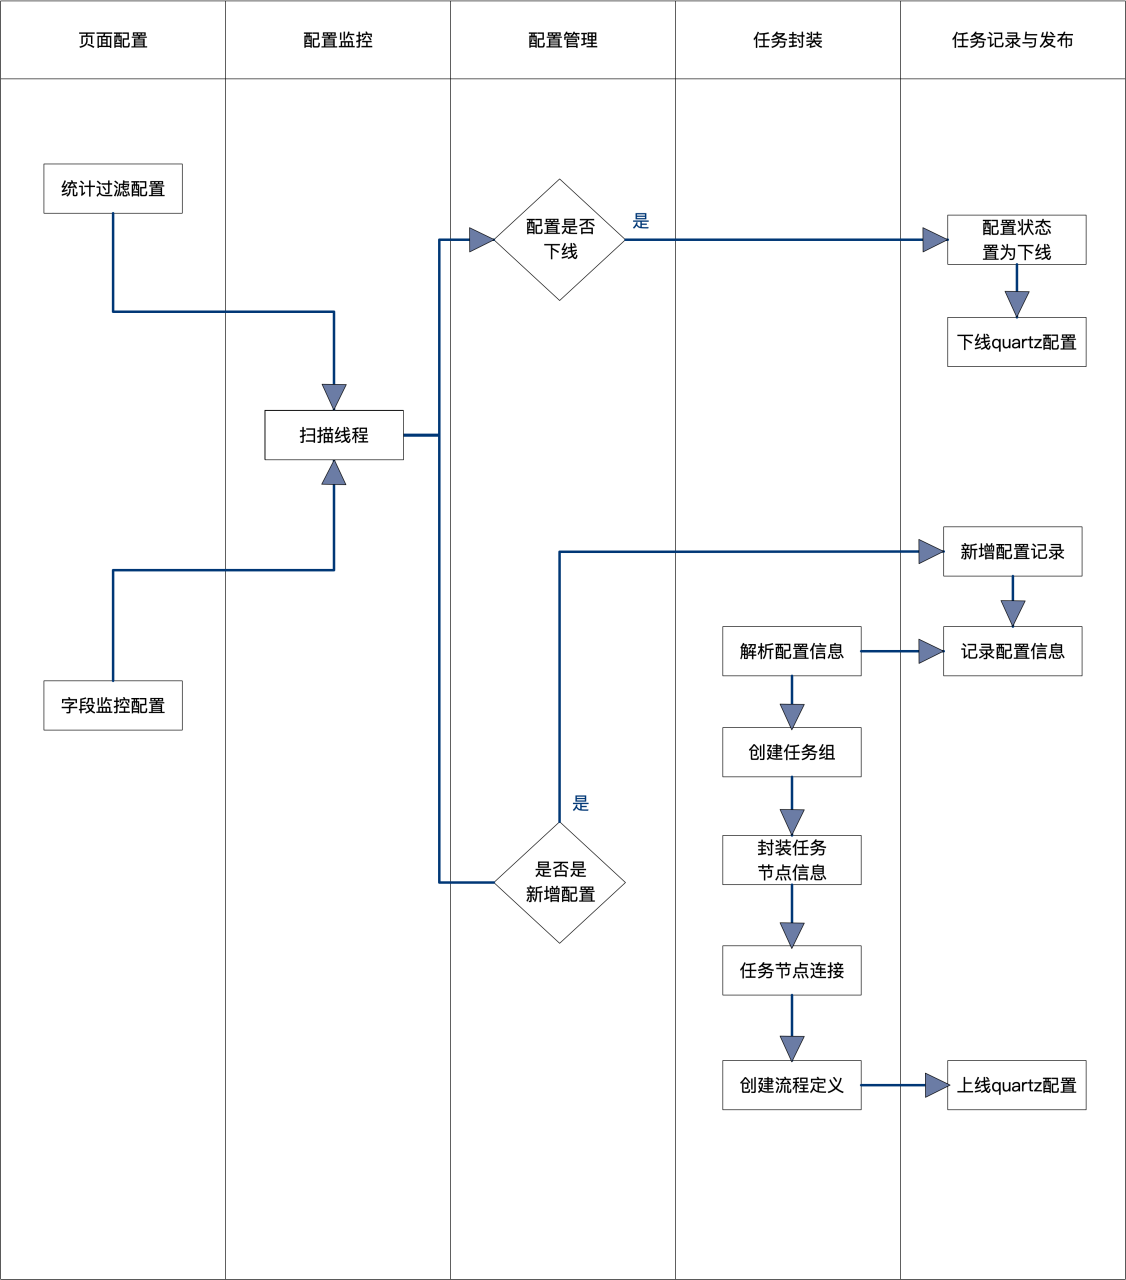 页面配置
配置监控
配置管理
任务封装
任务记录与发布
统计过滤配置
配置是否
下线
是
配置状态
置为下线
下线quartz配置
扫描线程
新增配置记录
解析配置信息
记录配置信息
字段监控配置
创建任务组
是
是否是
新增配置
封装任务
节点信息
任务节点连接
创建流程定义
上线quartz配置